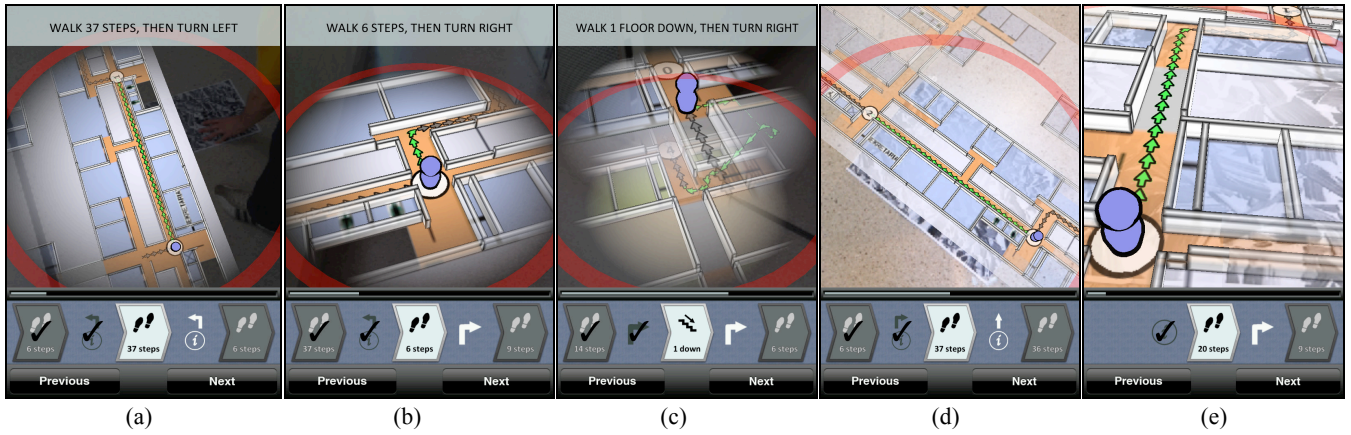 WALK 37 STEPS, THEN TURN LEFT
6 steps
37 steps
i
6 steps
Previous
Next
(a)
WALK 6 STEPS, THEN TURN RIGHT
37 steps
6 steps
9 steps
Previous
Next
(b)
WALK 1 FLOOR DOWN, THEN TURN RIGHT
14 steps
1 down
6 steps
Previous
Next
(c)
2
6 steps
37 steps
i
36 steps
Previous
Next
(d)
20 steps
9 steps
Previous
Next
(e)